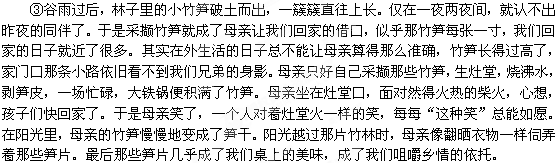 ③谷雨过后，林子里的小竹笋破土而出，一簇簇直往上长。仅在一夜两夜间，就认不出
昨夜的同伴了。于是采撷竹笋就成了母亲让我们回家的借口，似乎那竹笋每张一寸，我们回
家的日子就近了很多。其实在外生活的日子总不能让母亲算得那么准确，竹笋长得过高了，
家门口那条小路依旧看不到我们兄弟的身影。母亲只好自己采撷那些竹笋，生灶堂，烧沸水，
剥笋皮，一场忙碌，大铁锅便积满了竹笋。母亲坐在灶堂口，面对然得火热的柴火，心想，
孩子们快回家了。于是母亲笑了，一个人对着灶堂火一样的笑，每每“这种笑”总能如愿。
在阳光里，母亲的竹笋慢慢地变成了笋干。阳光越过那片竹林时，母亲像翻晒衣物一样伺弄
着那些笋片。最后那些笋片几乎成了我们桌上的美味，成了我们咀嚼乡情的依托。